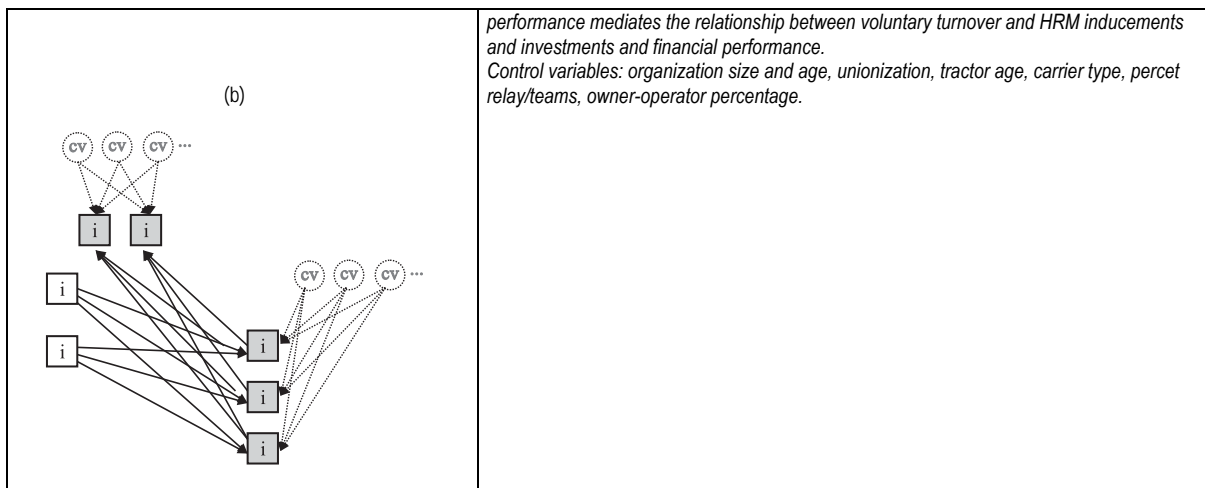 performance mediates the relationship between voluntary turnover and HRM inducements
and investments and financial performance.
Control variables: organization size and age, unionization, tractor age, carrier type, percet
relay/teams, owner-operator percentage.
(b)
cv cv cv ...
i i
cv cv cv ...
i
i
i
i
i